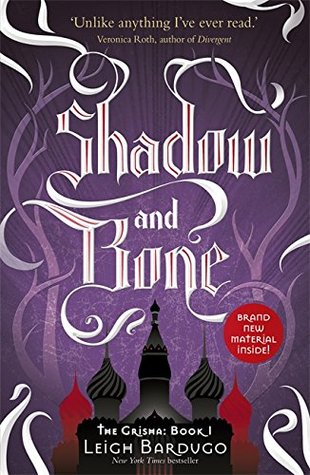 ‘Unlike anything I’ve ever read.’
Veronica Roth, author of Divergent
Shadow
and
Bone
BRAND
NEW
MATERIAL
INSIDE!
The Grisha: Book 1
Leigh Bardugo
New York Times bestseller